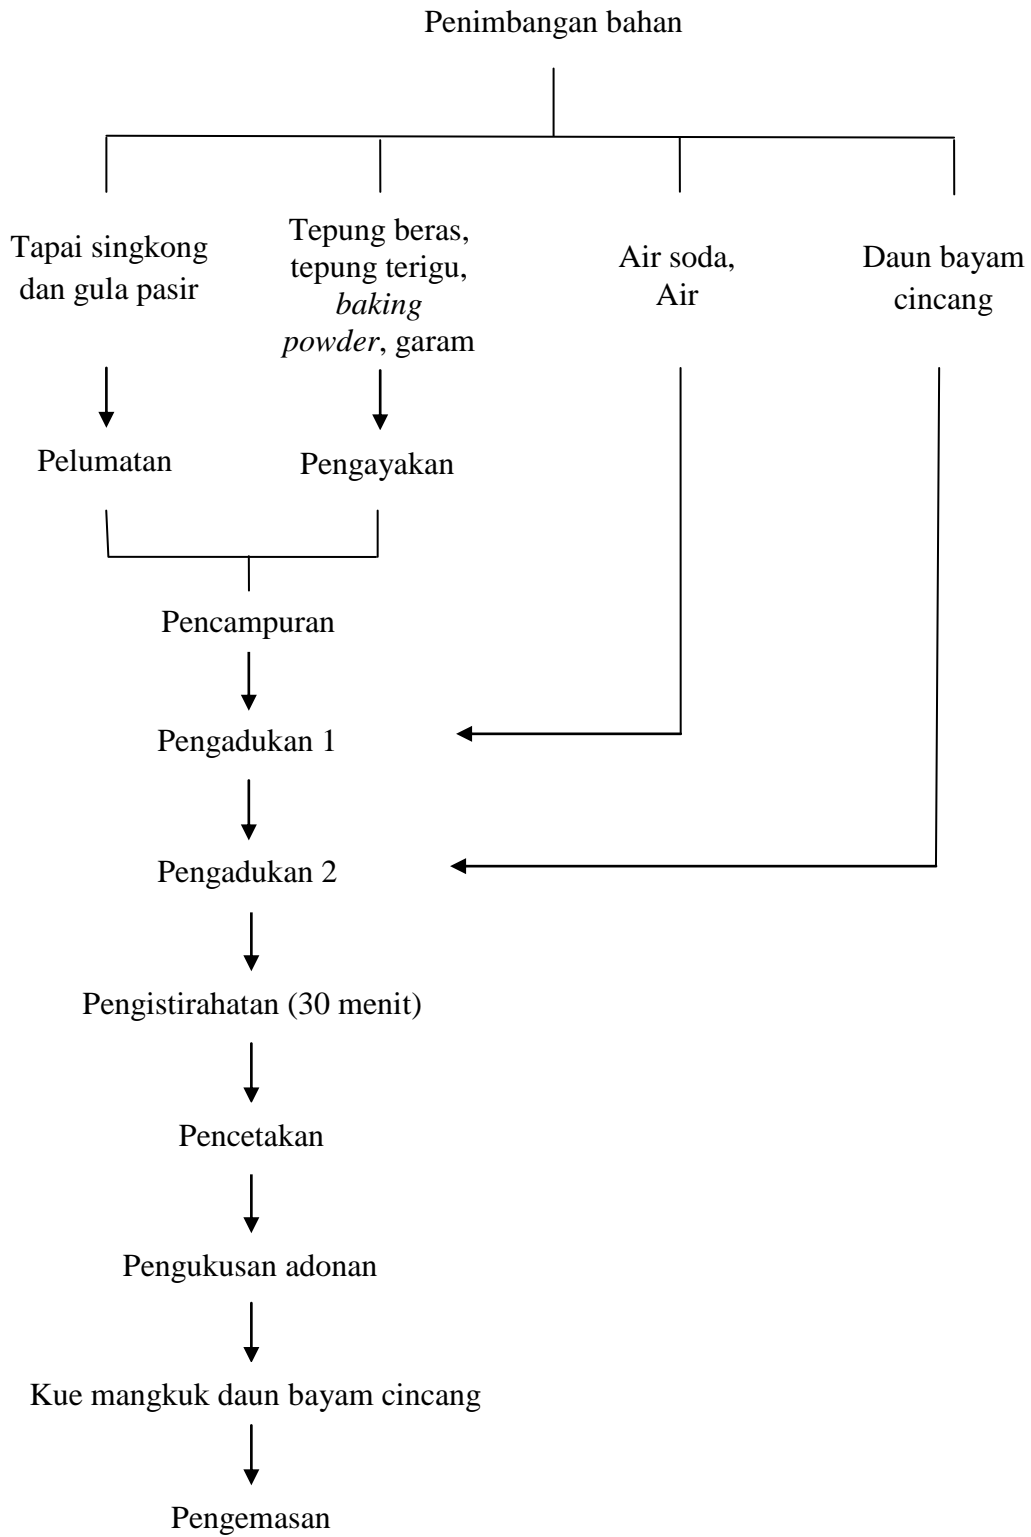 Penimbangan bahan
Tapai singkong
dan gula pasir
Tepung beras,
tepung terigu,
baking
powder, garam
Air soda,
Air
Daun bayam
cincang
Pelumatan
Pengayakan
Pencampuran
Pengadukan 1
Pengadukan 2
Pengistirahatan (30 menit)
Pencetakan
Pengukusan adonan
Kue mangkuk daun bayam cincang
Pengemasan